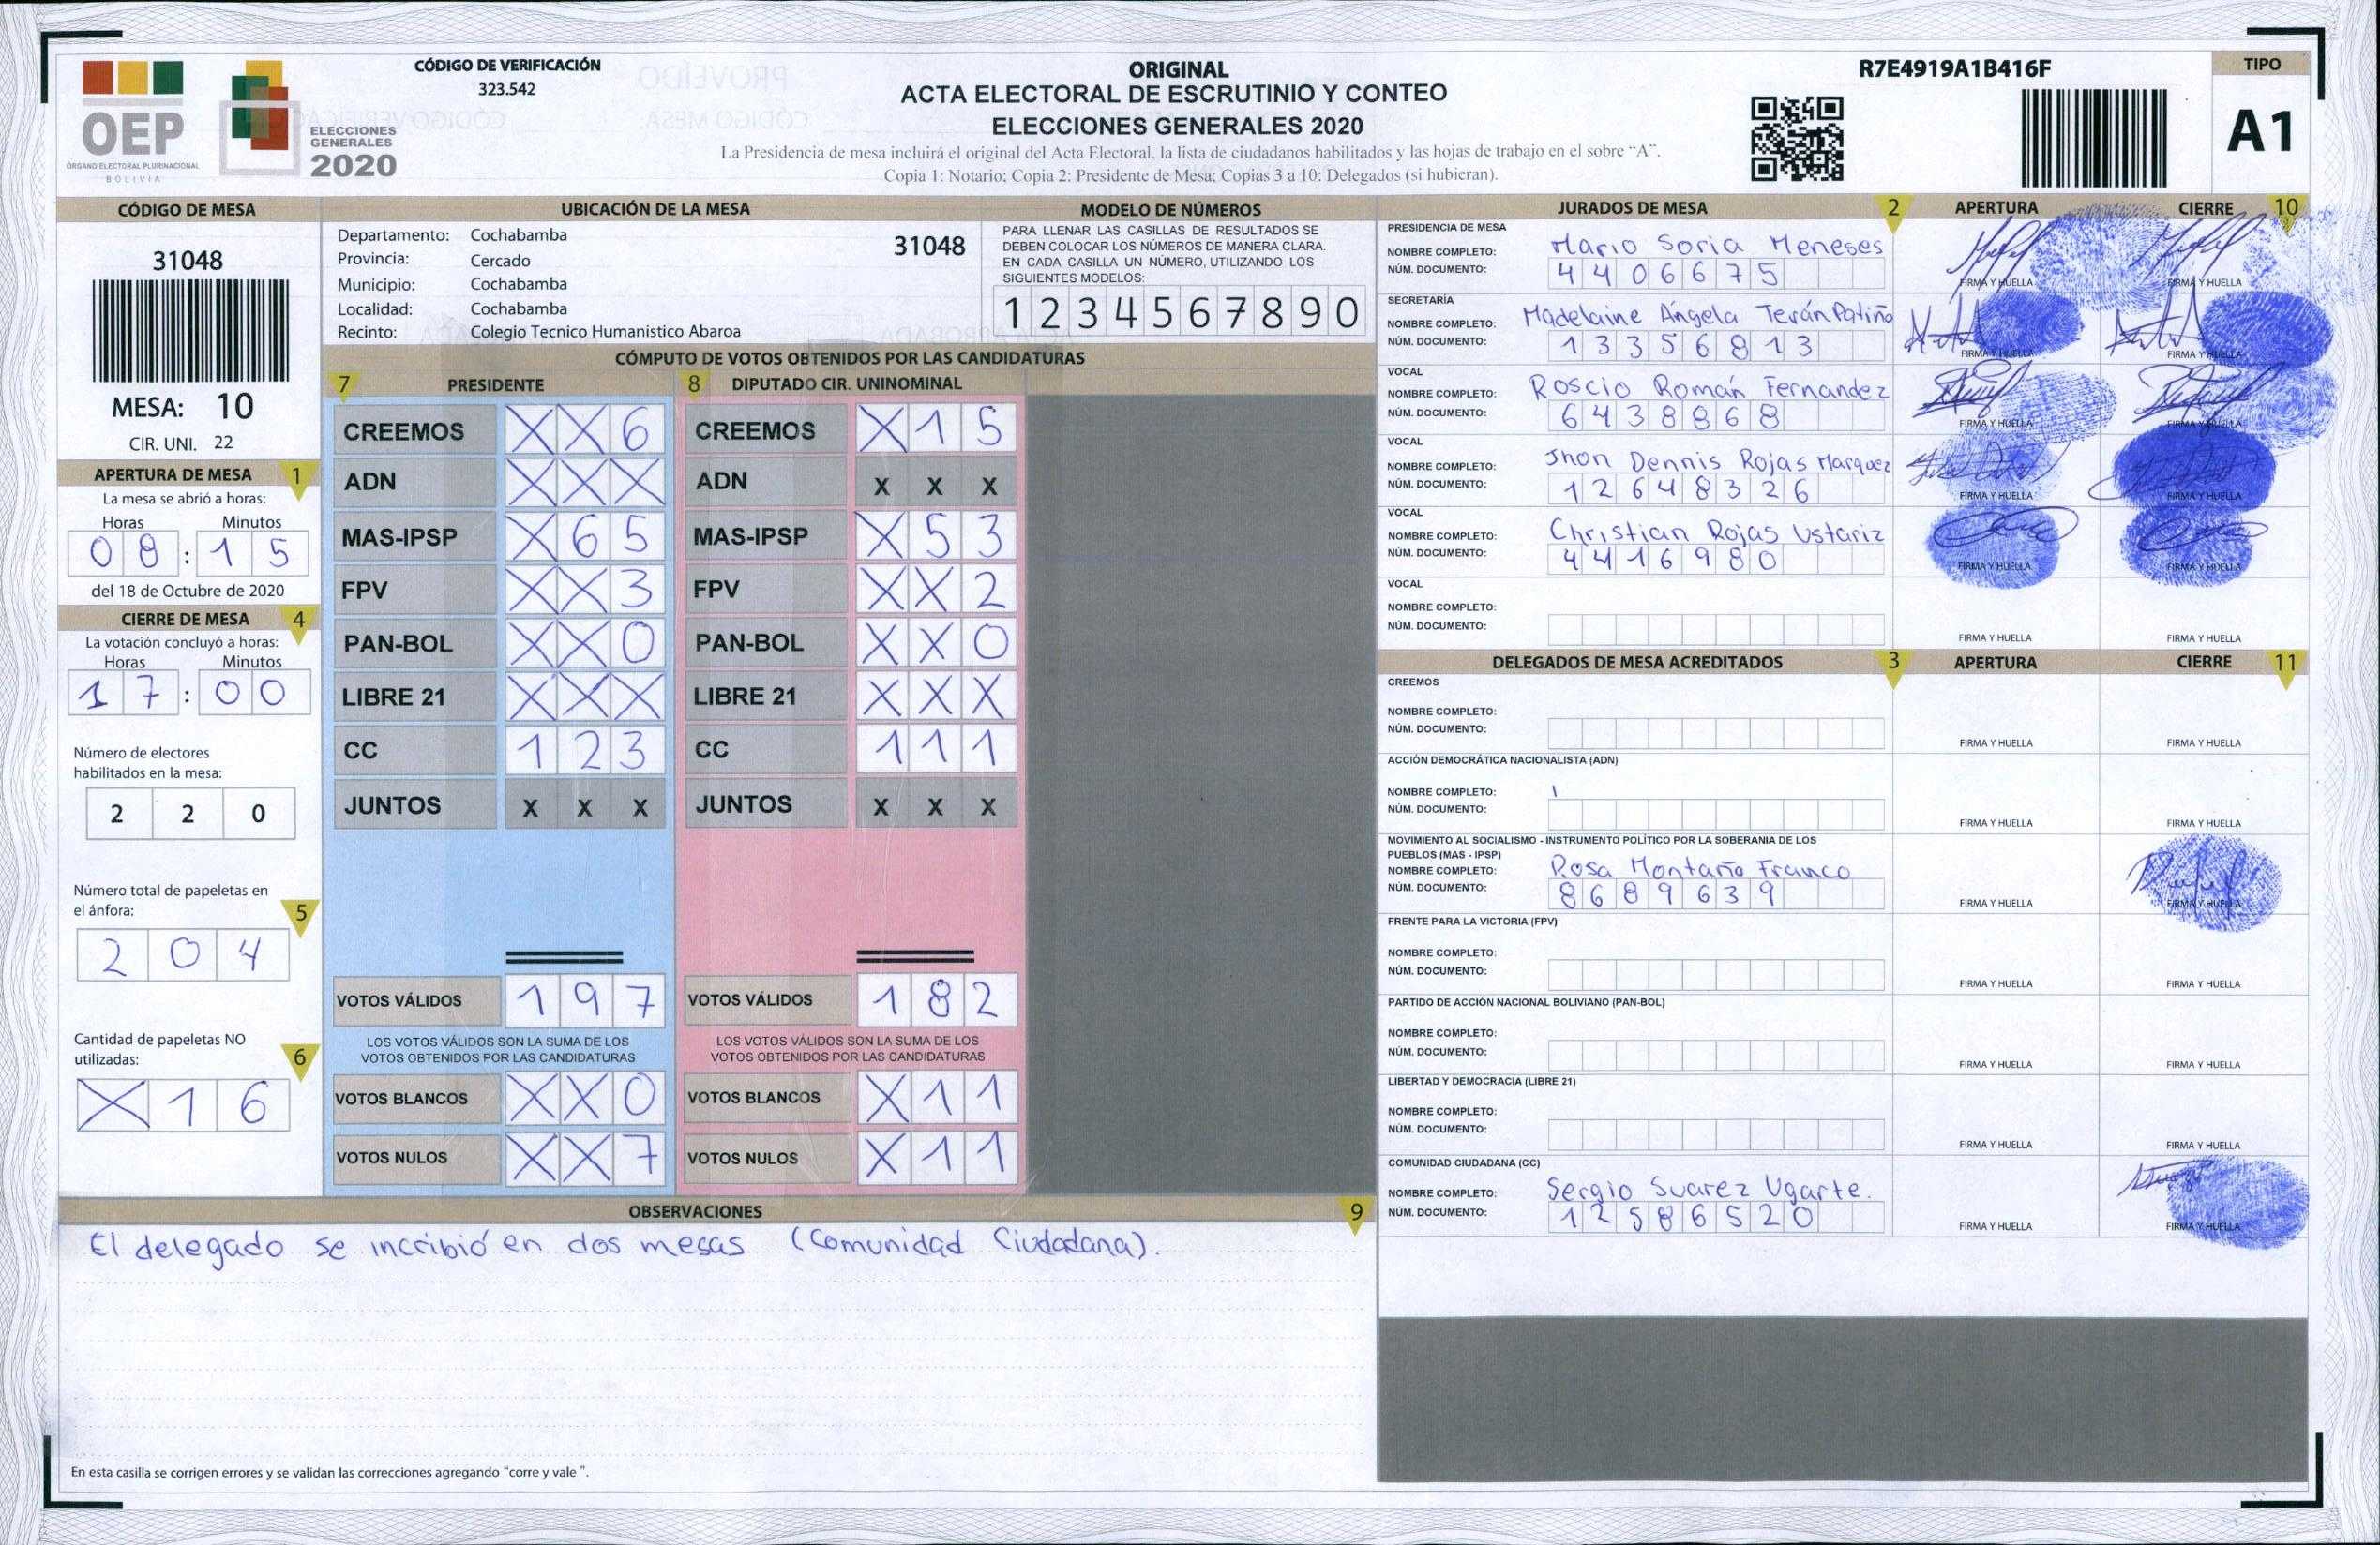 CÓDIGO DE VERIFICACIÓN
323.542
OEP
ÓRGANO ELECTORAL PLURINACIONAL
BOLIVIA
ELECCIONES
GENERALES
2020
ORIGINAL
ACTA ELECTORAL DE ESCRUTINIO Y CONTEO
ELECCIONES GENERALES 2020
La Presidencia de mesa incluirá el original del Acta Electoral, la lista de ciudadanos habilitados y las hojas de trabajo en el sobre “A”.
Copia 1: Notario; Copia 2: Presidente de Mesa; Copias 3 a 10: Delegados (si hubieran).
R7E4919A1B416F
TIPO
A1
CÓDIGO DE MESA
31048
MESA: 10
CIR. UNI. 22
APERTURA DE MESA 1
La mesa se abrió a horas:
Horas Minutos
08:15
del 18 de Octubre de 2020
CIERRE DE MESA 4
La votación concluyó a horas:
Horas Minutos
17:00
Número de electores
habilitados en la mesa:
2 2 0
Número total de papeletas en
el ánfora: 5
2 0 4
Cantidad de papeletas NO
utilizadas: 6
X 1 6
UBICACIÓN DE LA MESA
Departamento: Cochabamba 31048
Provincia: Cercado
Municipio: Cochabamba
Localidad: Cochabamba
Recinto: Colegio Tecnico Humanistico Abaroa
MODELO DE NÚMEROS
PARA LLENAR LAS CASILLAS DE RESULTADOS SE
DEBEN COLOCAR LOS NÚMEROS DE MANERA CLARA.
EN CADA CASILLA UN NÚMERO, UTILIZANDO LOS
SIGUIENTES MODELOS:
1 2 3 4 5 6 7 8 9 0
CÓMPUTO DE VOTOS OBTENIDOS POR LAS CANDIDATURAS
7 PRESIDENTE 8 DIPUTADO CIR. UNINOMINAL
CREEMOS X X 6 CREEMOS X 1 5
ADN X X X ADN X X X
MAS-IPSP X 6 5 MAS-IPSP X 5 3
FPV X X 3 FPV X X 2
PAN-BOL X X 0 PAN-BOL X X 0
LIBRE 21 X X X LIBRE 21 X X X
CC 1 2 3 CC 1 1 1
JUNTOS X X X JUNTOS X X X
VOTOS VÁLIDOS 1 9 7 VOTOS VÁLIDOS 1 8 2
LOS VOTOS VÁLIDOS SON LA SUMA DE LOS LOS VOTOS VÁLIDOS SON LA SUMA DE LOS
VOTOS OBTENIDOS POR LAS CANDIDATURAS VOTOS OBTENIDOS POR LAS CANDIDATURAS
VOTOS BLANCOS X X 0 VOTOS BLANCOS X 1 1
VOTOS NULOS X X 7 VOTOS NULOS X 1 1
OBSERVACIONES 9
El delegado se incribió en dos mesas (Comunidad Ciudadana).
En esta casilla se corrigen errores y se validan las correcciones agregando “corre y vale ”.
JURADOS DE MESA 2 APERTURA CIERRE 10
PRESIDENCIA DE MESA
NOMBRE COMPLETO: Mario Soria Meneses
NÚM. DOCUMENTO: 4406675
FIRMA Y HUELLA FIRMA Y HUELLA
SECRETARÍA
NOMBRE COMPLETO: Madelaine Ángela Terán Patiño
NÚM. DOCUMENTO: 13356813
FIRMA Y HUELLA FIRMA Y HUELLA
VOCAL
NOMBRE COMPLETO: Roscio Román Fernandez
NÚM. DOCUMENTO: 6438868
FIRMA Y HUELLA FIRMA Y HUELLA
VOCAL
NOMBRE COMPLETO: Jhon Dennis Rojas Marquez
NÚM. DOCUMENTO: 12648326
FIRMA Y HUELLA FIRMA Y HUELLA
VOCAL
NOMBRE COMPLETO: Christian Rojas Ustariz
NÚM. DOCUMENTO: 4416980
FIRMA Y HUELLA FIRMA Y HUELLA
VOCAL
NOMBRE COMPLETO:
NÚM. DOCUMENTO:
FIRMA Y HUELLA FIRMA Y HUELLA
DELEGADOS DE MESA ACREDITADOS 3 APERTURA CIERRE 11
CREEMOS
NOMBRE COMPLETO:
NÚM. DOCUMENTO:
FIRMA Y HUELLA FIRMA Y HUELLA
ACCIÓN DEMOCRÁTICA NACIONALISTA (ADN)
NOMBRE COMPLETO:
NÚM. DOCUMENTO:
FIRMA Y HUELLA FIRMA Y HUELLA
MOVIMIENTO AL SOCIALISMO - INSTRUMENTO POLÍTICO POR LA SOBERANIA DE LOS
PUEBLOS (MAS - IPSP)
NOMBRE COMPLETO: Rosa Montaño Franco
NÚM. DOCUMENTO: 8689639
FIRMA Y HUELLA FIRMA Y HUELLA
FRENTE PARA LA VICTORIA (FPV)
NOMBRE COMPLETO:
NÚM. DOCUMENTO:
FIRMA Y HUELLA FIRMA Y HUELLA
PARTIDO DE ACCIÓN NACIONAL BOLIVIANO (PAN-BOL)
NOMBRE COMPLETO:
NÚM. DOCUMENTO:
FIRMA Y HUELLA FIRMA Y HUELLA
LIBERTAD Y DEMOCRACIA (LIBRE 21)
NOMBRE COMPLETO:
NÚM. DOCUMENTO:
FIRMA Y HUELLA FIRMA Y HUELLA
COMUNIDAD CIUDADANA (CC)
NOMBRE COMPLETO: Sergio Suarez Ugarte.
NÚM. DOCUMENTO: 12586520
FIRMA Y HUELLA FIRMA Y HUELLA